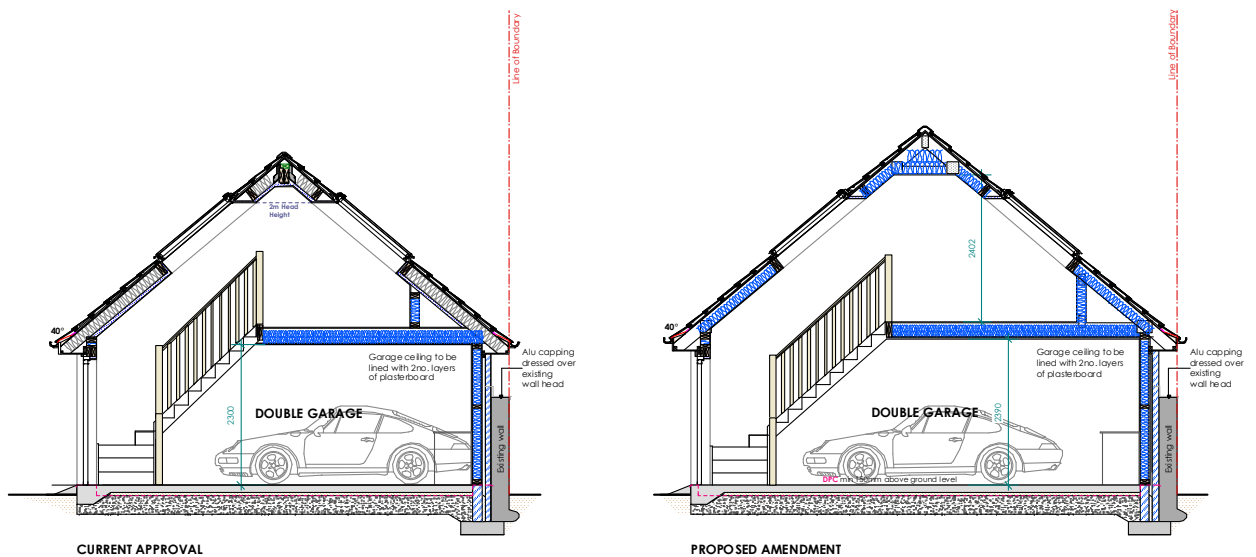 Line of Boundary
2m Head
Height
40°
Garage ceiling to be
lined with 2no. layers
of plasterboard
Alu capping
dressed over
existing
wall head
2300
DOUBLE GARAGE
Existing wall
CURRENT APPROVAL
Line of Boundary
2402
40°
Garage ceiling to be
lined with 2no. layers
of plasterboard
Alu capping
dressed over
existing
wall head
DOUBLE GARAGE
2390
Existing wall
DPC min 150mm above ground level
PROPOSED AMENDMENT